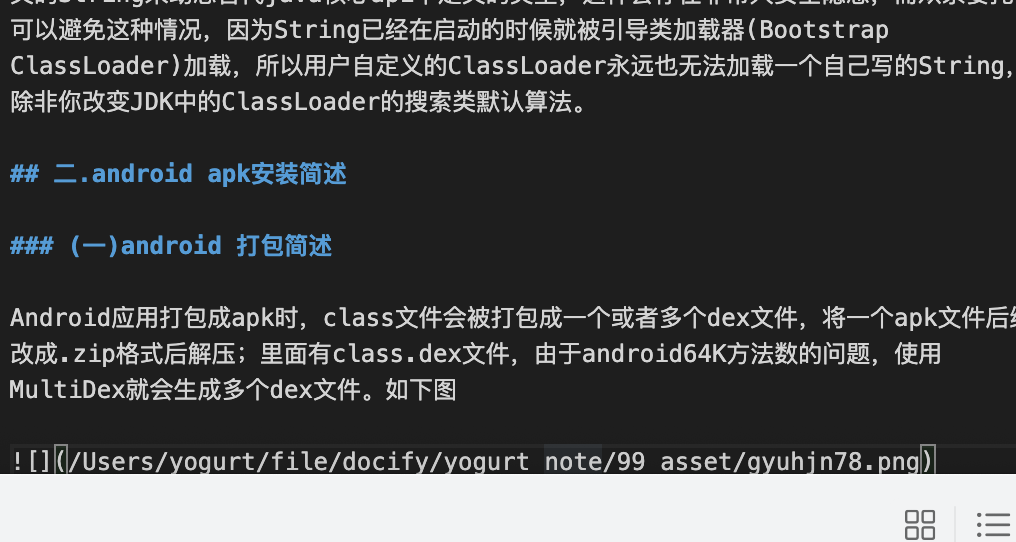 可以避免这种情况，因为String已经在启动的时候就被引导类加载器(Bootstrap
ClassLoader)加载，所以用户自定义的ClassLoader永远也无法加载一个自己写的String，
除非你改变JDK中的ClassLoader的搜索类默认算法。
## 二.android apk安装简述
### (一)android 打包简述
Android应用打包成apk时，class文件会被打包成一个或者多个dex文件，将一个apk文件后
改成.zip格式后解压；里面有class.dex文件，由于android64K方法数的问题，使用
MultiDex就会生成多个dex文件。如下图
![](/Users/yogurt/file/docify/yogurt note/99 asset/gyuhjn78.png)